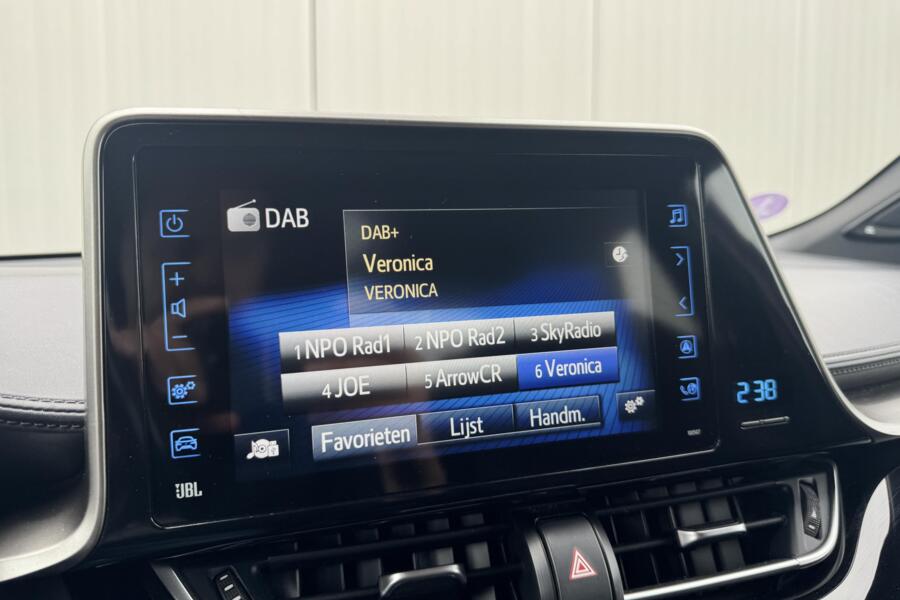 DAB
DAB+
Veronica
VERONICA
1 NPO Rad1
2 NPO Rad2
3 SkyRadio
4 JOE
5 ArrowCR
6 Veronica
Favorieten
Lijst
Handm.
+
-
JBL
2:38